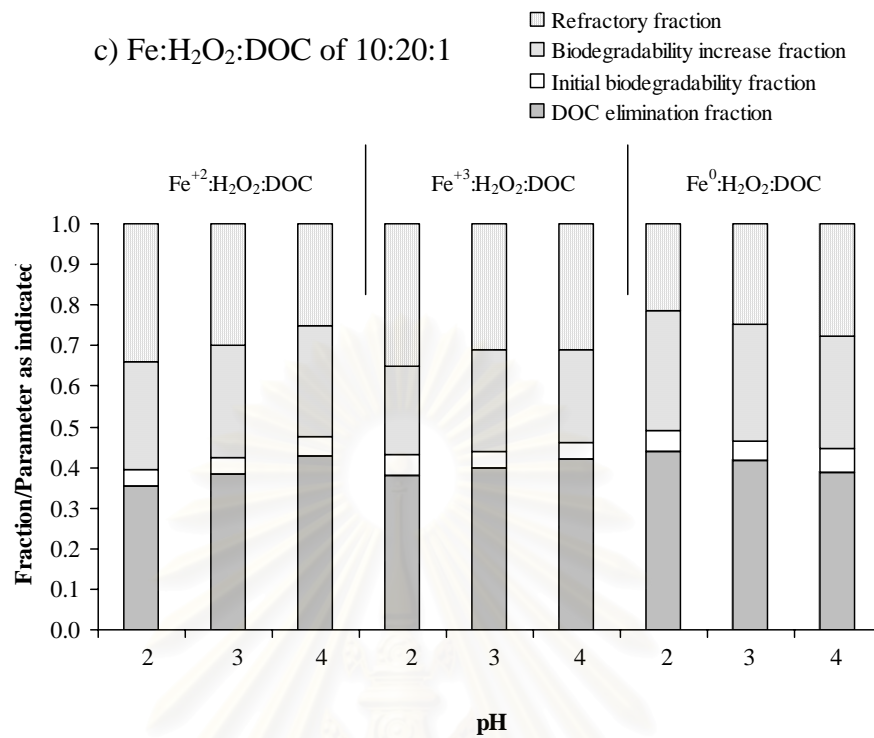 Refractory fraction
c) Fe:H₂O₂:DOC of 10:20:1
Biodegradability increase fraction
Initial biodegradability fraction
DOC elimination fraction
Fe⁺²:H₂O₂:DOC
Fe⁺³:H₂O₂:DOC
Fe⁰:H₂O₂:DOC
1.0
0.9
0.8
0.7
0.6
0.5
0.4
0.3
0.2
0.1
0.0
Fraction/Parameter as indicated
2 3 4 2 3 4 2 3 4
pH